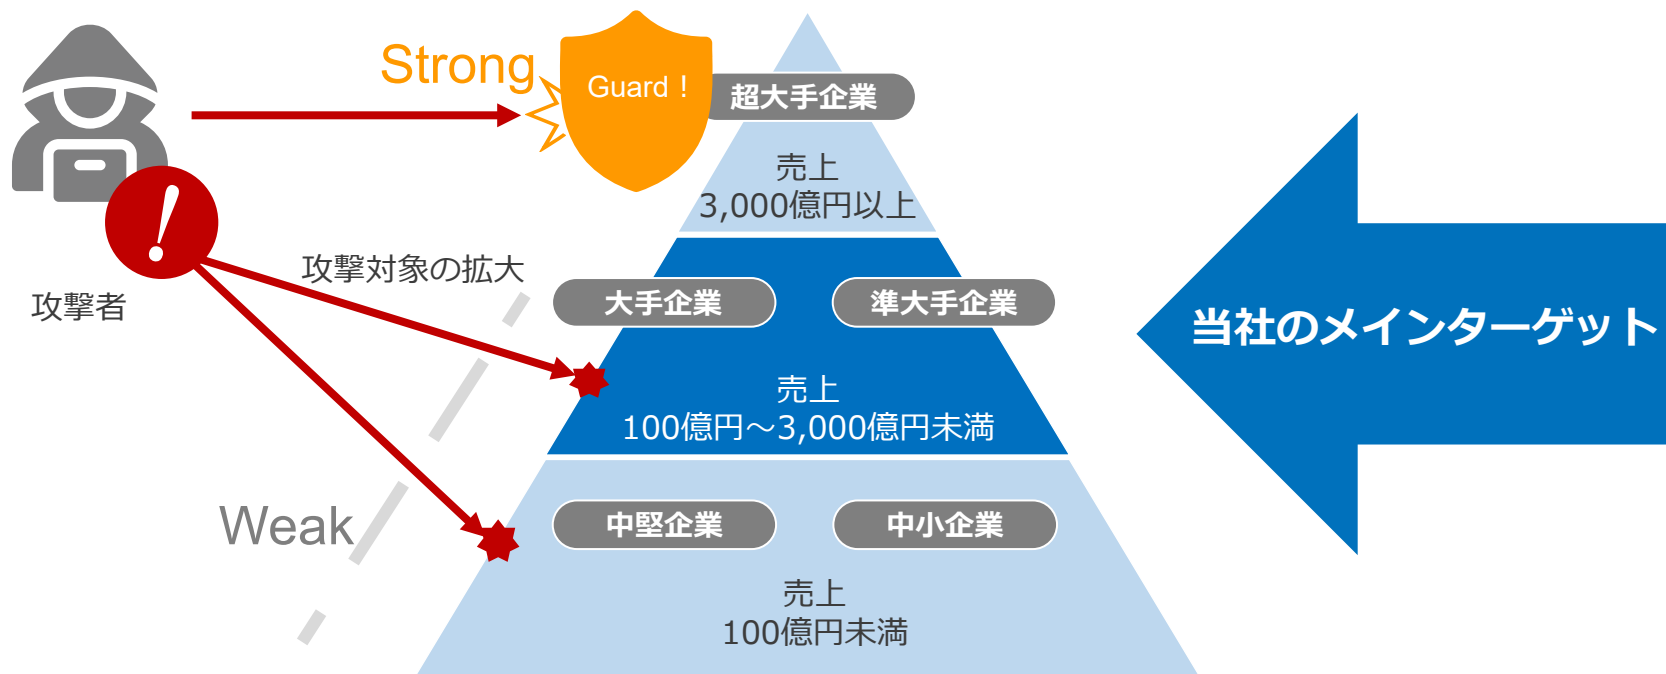 Strong
Guard！
超大手企業
売上
3,000億円以上
攻撃対象の拡大
攻撃者
大手企業
準大手企業
当社のメインターゲット
売上
100億円～3,000億円未満
Weak
中堅企業
中小企業
売上
100億円未満